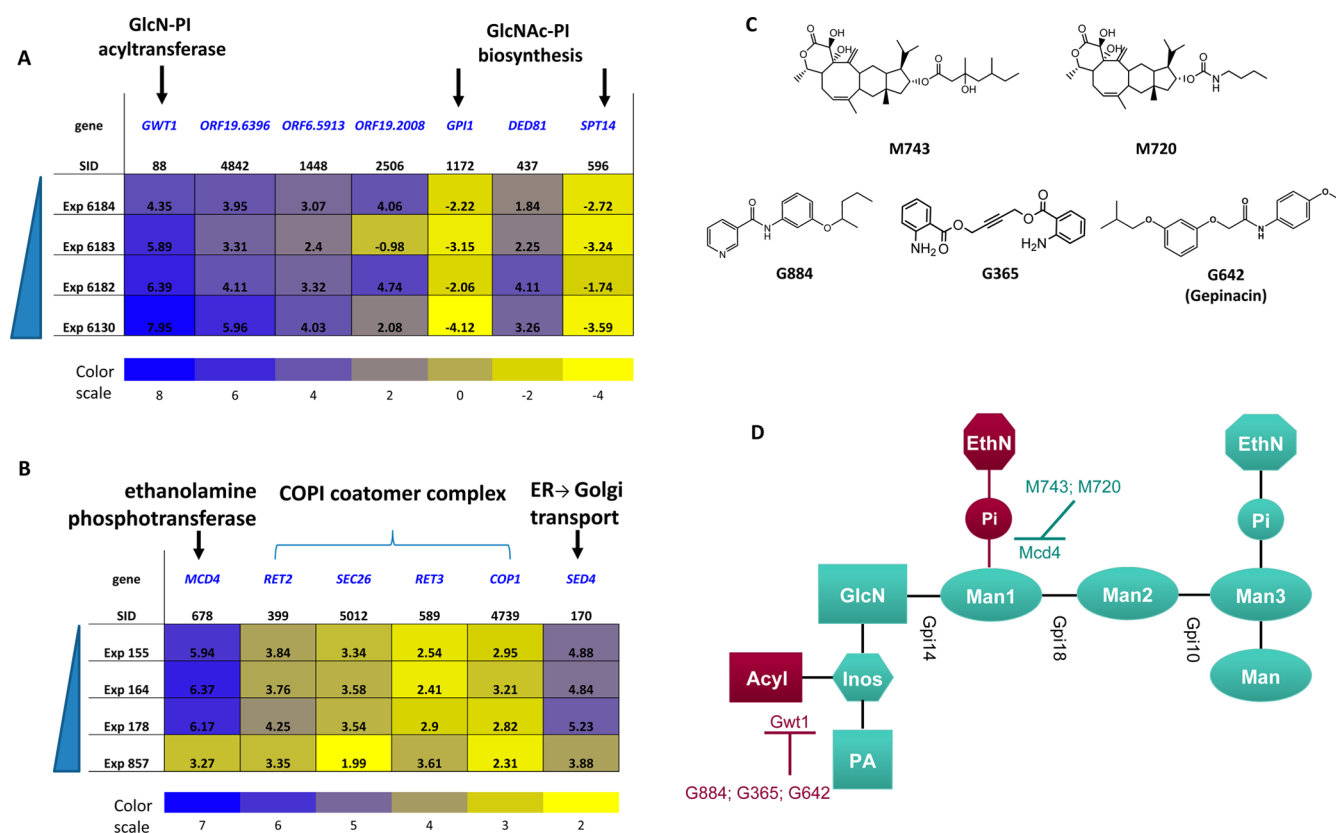 A
GlcN-PI
acyltransferase
GlcNAc-PI
biosynthesis
gene GWT1 ORF19.6396 ORF6.5913 ORF19.2008 GPI1 DED81 SPT14
SID 88 4842 1448 2506 1172 437 596
Exp 6184 4.35 3.95 3.07 4.06 -2.22 1.84 -2.72
Exp 6183 5.89 3.31 2.4 -0.98 -3.15 2.25 -3.24
Exp 6182 6.39 4.11 3.32 4.74 -2.06 4.11 -1.74
Exp 6130 7.95 5.96 4.03 2.08 -4.12 3.26 -3.59
Color
scale
8 6 4 2 0 -2 -4
B
ethanolamine
phosphotransferase
COPI coatomer complex
ER→ Golgi
transport
gene MCD4 RET2 SEC26 RET3 COP1 SED4
SID 678 399 5012 589 4739 170
Exp 155 5.94 3.84 3.34 2.54 2.95 4.88
Exp 164 6.37 3.76 3.58 2.41 3.21 4.84
Exp 178 6.17 4.25 3.54 2.9 2.82 5.23
Exp 857 3.27 3.35 1.99 3.61 2.31 3.88
Color
scale
7 6 5 4 3 2
C
O
OH
O
OH
O
O
OH
M743
O
OH
O
OH
O
O
N
H
M720
O
N
H
N
O
G884
O
O
NH2
O
O
H2N
G365
O
O
O
N
H
O
G642
(Gepinacin)
D
EthN
Pi
M743; M720
Mcd4
EthN
Pi
GlcN
Man1
Man2
Man3
Gpi14
Gpi18
Gpi10
Acyl
Inos
Man
Gwt1
PA
G884; G365; G642